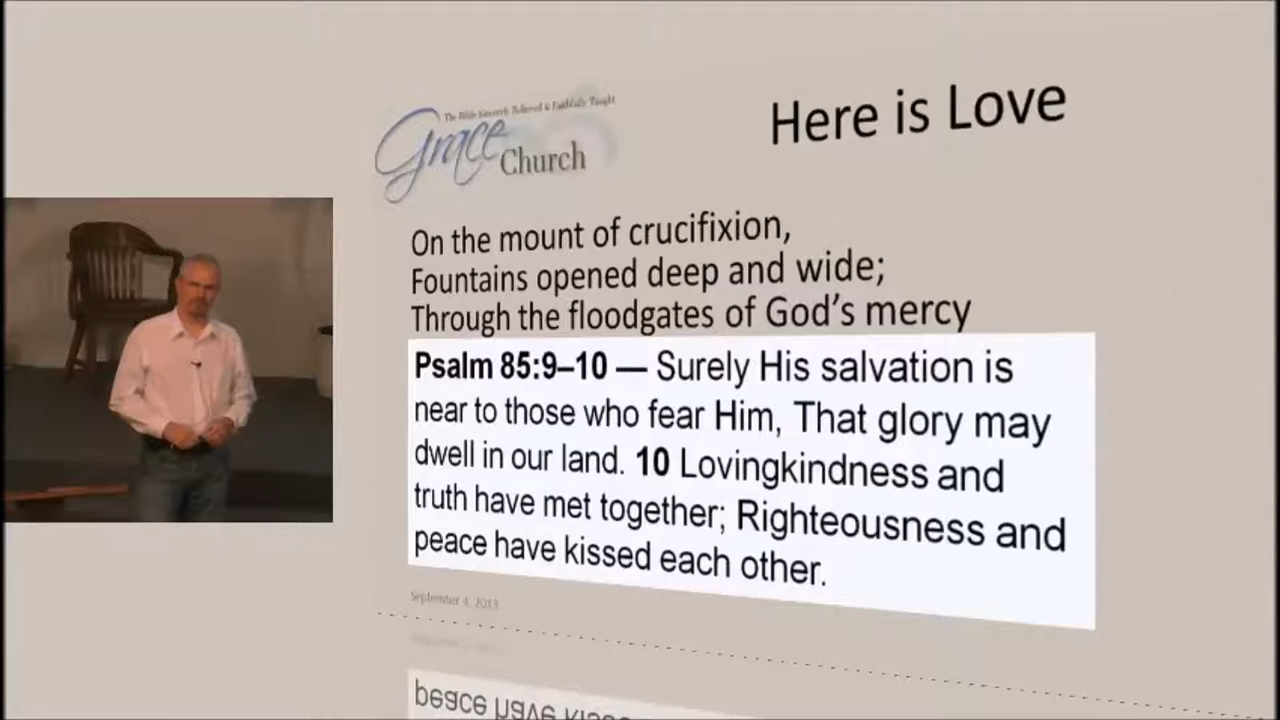 The Bible Sincerely Believed & Faithfully Taught
Grace
Church
Here is Love
On the mount of crucifixion,
Fountains opened deep and wide;
Through the floodgates of God's mercy
Psalm 85:9–10 — Surely His salvation is
near to those who fear Him, That glory may
dwell in our land. 10 Lovingkindness and
truth have met together; Righteousness and
peace have kissed each other.
September 4, 2013
peace have kiss